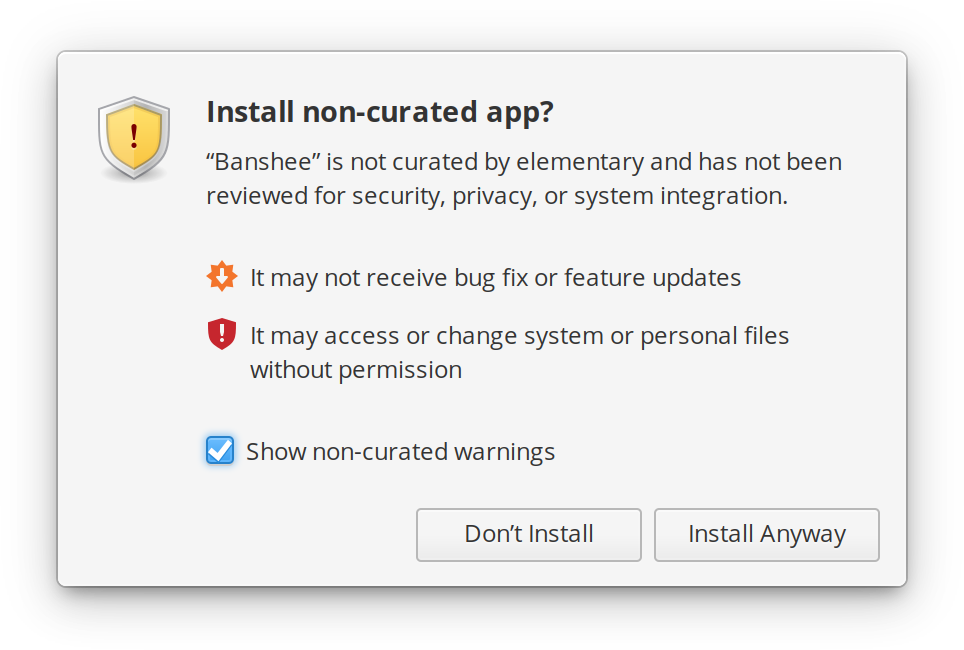 Install non-curated app?
“Banshee” is not curated by elementary and has not been
reviewed for security, privacy, or system integration.
It may not receive bug fix or feature updates
It may access or change system or personal files
without permission
Show non-curated warnings
Don’t Install
Install Anyway